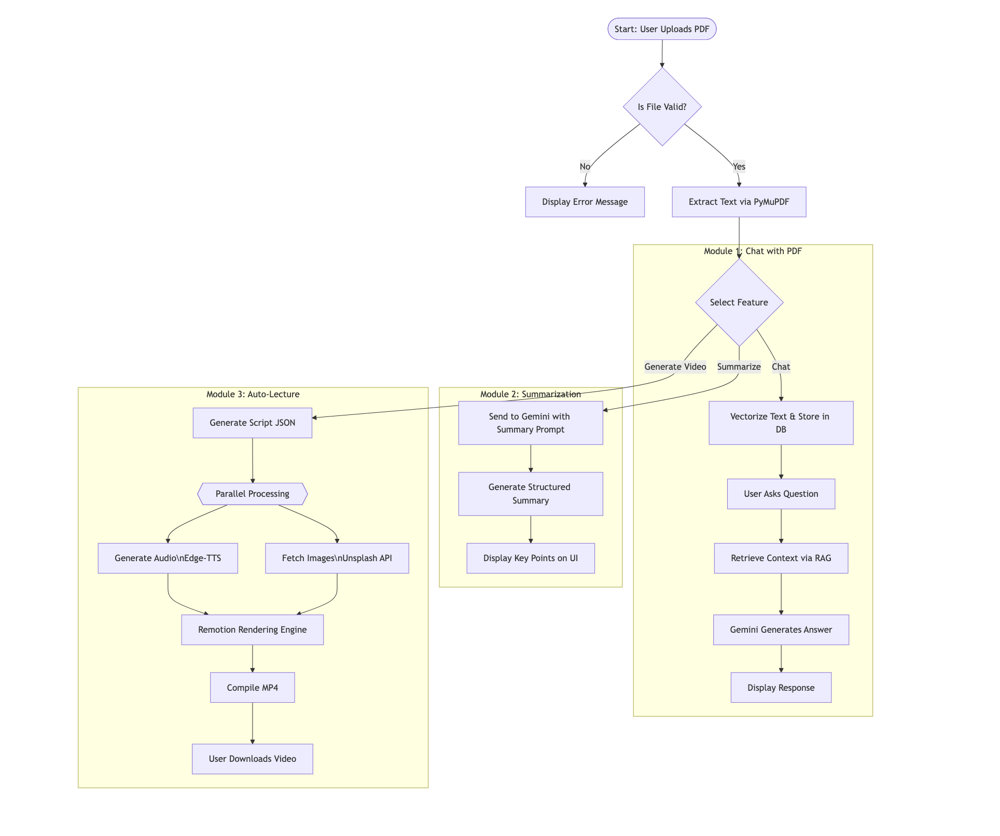 Start: User Uploads PDF
Is File Valid?
No
Yes
Display Error Message
Extract Text via PyMuPDF
Module 1: Chat with PDF
Select Feature
Generate Video
Summarize
Chat
Module 3: Auto-Lecture
Module 2: Summarization
Generate Script JSON
Send to Gemini with
Summary Prompt
Vectorize Text & Store in
DB
Parallel Processing
Generate Structured
Summary
User Asks Question
Generate Audio\nEdge-TTS
Fetch Images\nUnsplash API
Display Key Points on UI
Retrieve Context via RAG
Remotion Rendering Engine
Gemini Generates Answer
Compile MP4
Display Response
User Downloads Video